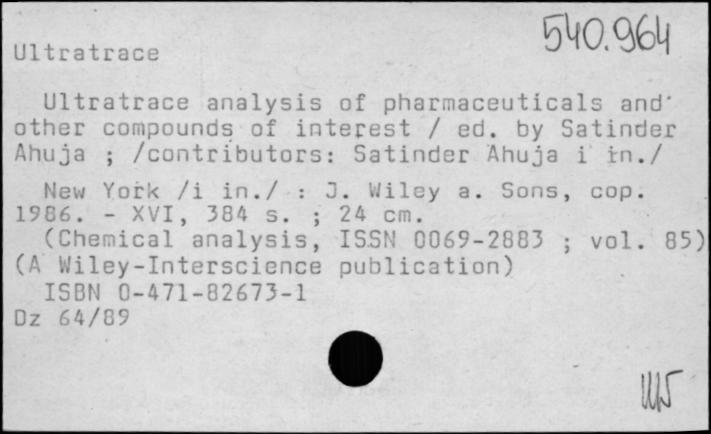 540.964
Ultratrace
Ultratrace analysis of pharmaceuticals and
other compounds of interest / ed. by Satinder
Ahuja ; /contributors: Satinder Ahuja i in./
New York /i in./ : J. Wiley a. Sons, cop.
1986. - XVI, 384 s. ; 24 cm.
(Chemical analysis, ISSN 0069-2883 ; vol. 85)
(A Wiley-Interscience publication)
ISBN 0-471-82673-1
Dz 64/89